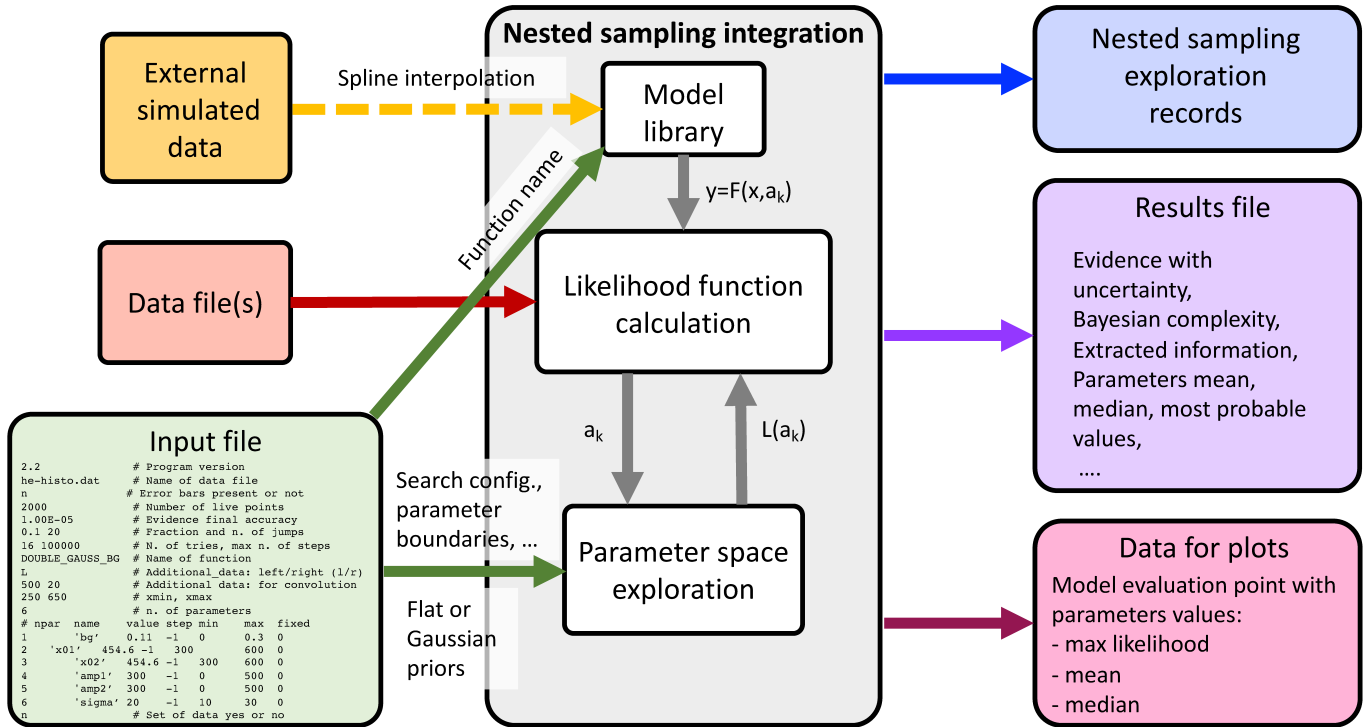 External
simulated
data
Spline interpolation
Data file(s)
Function name
Input file
2.2 # Program version
he-histo.dat # Name of data file
n # Error bars present or not
2000 # Number of live points
1.00E-05 # Evidence final accuracy
0.1 20 # Fraction and n. of jumps
16 100000 # N. of tries, max n. of steps
DOUBLE_GAUSS_BG # Name of function
L # Additional_data: left/right (l/r)
500 20 # Additional data: for convolution
250 650 # xmin, xmax
6 # n. of parameters
# npar name value step min max fixed
1 'bg' 0.11 -1 0 0.3 0
2 'x01’ 454.6 -1 300 600 0
3 'x02’ 454.6 -1 300 600 0
4 'amp1’ 300 -1 0 500 0
5 'amp2’ 300 -1 0 500 0
6 'sigma’ 20 -1 10 30 0
n # Set of data yes or no
Search config.,
parameter
boundaries, ...
Flat or
Gaussian
priors
Nested sampling integration
Model
library
y=F(x,aₖ)
Likelihood function
calculation
aₖ
L(aₖ)
Parameter space
exploration
Nested sampling
exploration
records
Results file
Evidence with
uncertainty,
Bayesian complexity,
Extracted information,
Parameters mean,
median, most probable
values,
....
Data for plots
Model evaluation point with
parameters values:
- max likelihood
- mean
- median